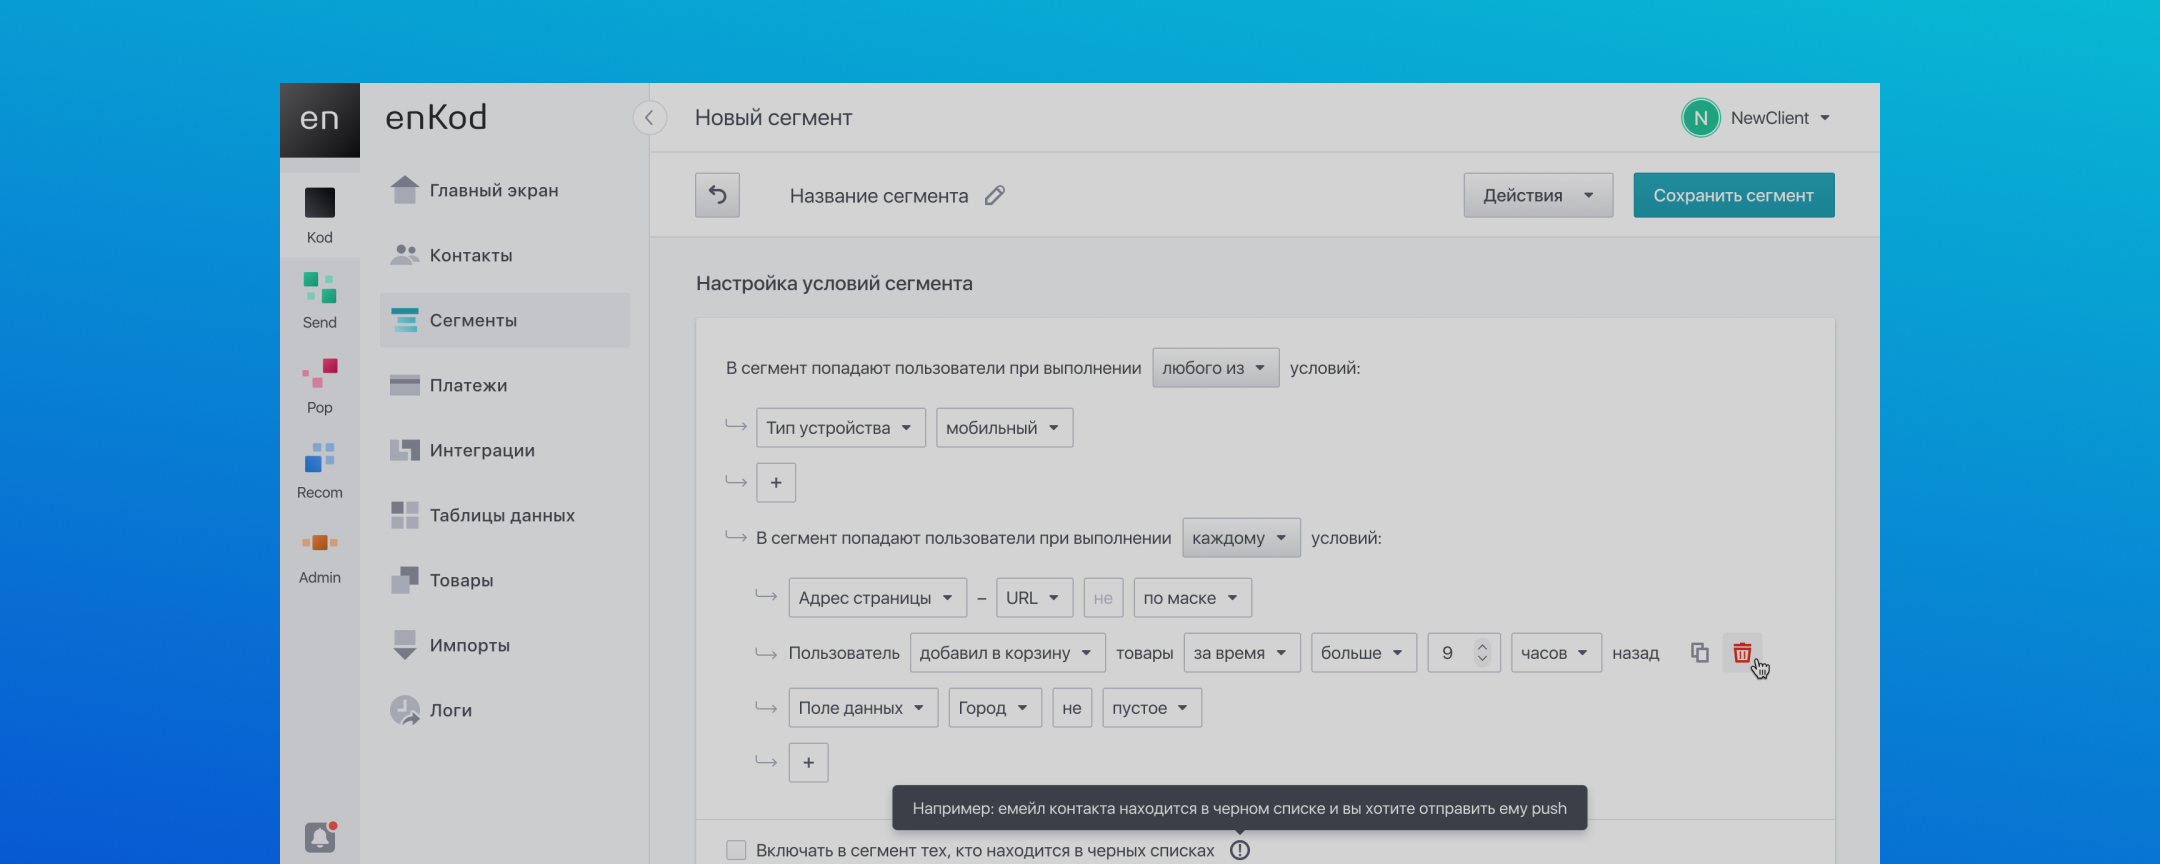 en
enKod
Новый сегмент
N
NewClient
Kod
Send
Pop
Recom
Admin
Главный экран
Контакты
Сегменты
Платежи
Интеграции
Таблицы данных
Товары
Импорты
Логи
Название сегмента
Действия
Сохранить сегмент
Настройка условий сегмента
В сегмент попадают пользователи при выполнении любого из условий:
Тип устройства мобильный
+
В сегмент попадают пользователи при выполнении каждому условий:
Адрес страницы – URL не по маске
Пользователь добавил в корзину товары за время больше 9 часов назад
Поле данных Город не пустое
+
Например: емейл контакта находится в черном списке и вы хотите отправить ему push
Включать в сегмент тех, кто находится в черных списках